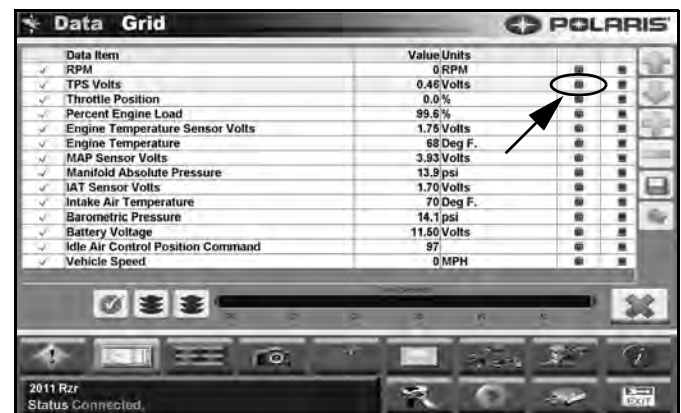 Data Grid POLARIS
Data Item Value Units
RPM 0 RPM
TPS Volts 0.46 Volts
Throttle Position 0.0 %
Percent Engine Load 99.6 %
Engine Temperature Sensor Volts 1.75 Volts
Engine Temperature 68 Deg F.
MAP Sensor Volts 3.93 Volts
Manifold Absolute Pressure 13.9 psi
IAT Sensor Volts 1.70 Volts
Intake Air Temperature 70 Deg F.
Barometric Pressure 14.1 psi
Battery Voltage 11.50 Volts
Idle Air Control Position Command 97
Vehicle Speed 0 MPH
2011 Rzr
Status Connected.
EXIT